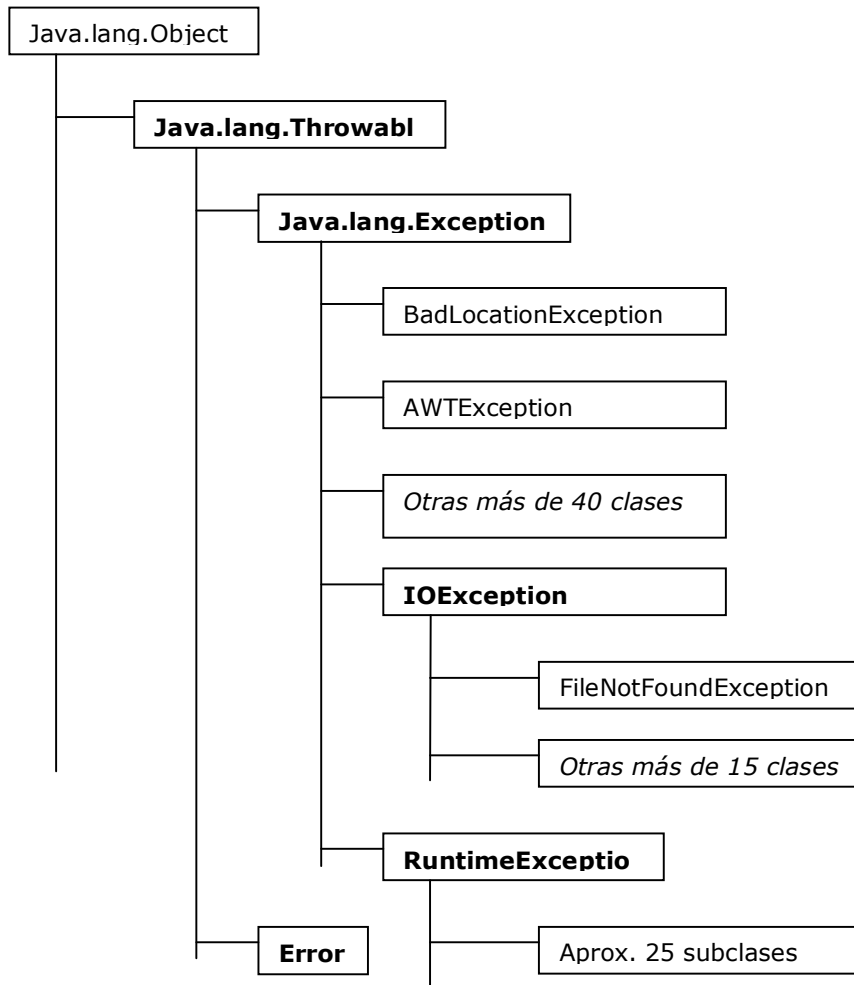 Java.lang.Object
Java.lang.Throwabl
Java.lang.Exception
BadLocationException
AWTException
Otras más de 40 clases
IOException
FileNotFoundException
Otras más de 15 clases
RuntimeExceptio
Error
Aprox. 25 subclases